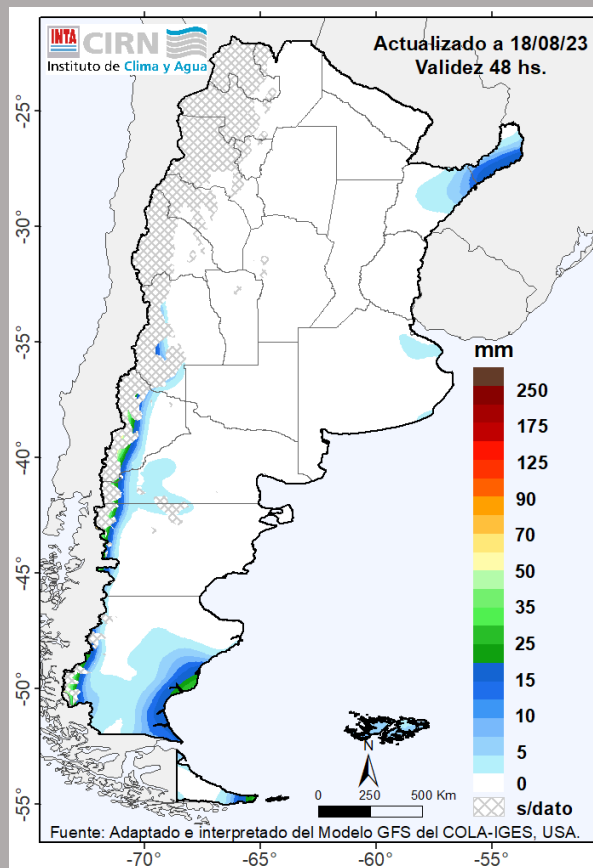 INTA CIRN
Instituto de Clima y Agua
Actualizado a 18/08/23
Validez 48 hs.
-25°
-30°
-35°
-40°
-45°
-50°
-55°
mm
250
175
125
90
70
50
35
25
15
10
5
0
s/dato
N
0 250 500 Km
Fuente: Adaptado e interpretado del Modelo GFS del COLA-IGES, USA.
-70° -65° -60° -55°